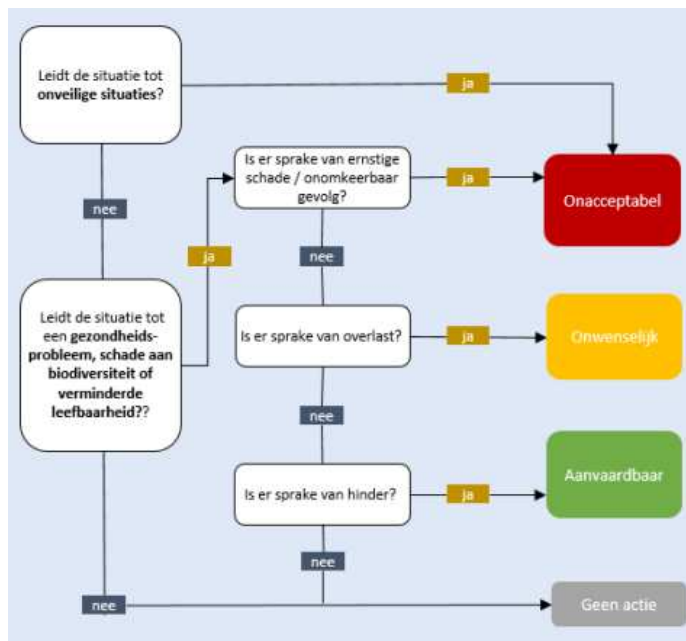 Leidt de situatie tot
onveilige situaties?
ja
nee
Is er sprake van ernstige
schade / onomkeerbaar
gevolg?
ja
Onacceptabel
ja
nee
Leidt de situatie tot
een gezondheids-
probleem, schade aan
biodiversiteit of
verminderde
leefbaarheid??
Is er sprake van overlast?
ja
Onwenselijk
nee
Is er sprake van hinder?
ja
Aanvaardbaar
nee
nee
Geen actie